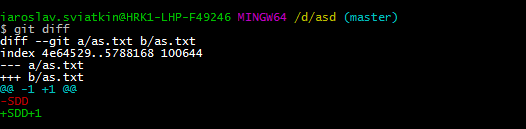 iaroslav.sviatkin@HRK1-LHP-F49246 MINGW64 /d/asd (master)
$ git diff
diff --git a/as.txt b/as.txt
index 4e64529..5788168 100644
--- a/as.txt
+++ b/as.txt
@@ -1 +1 @@
-SDD
+SDD+1